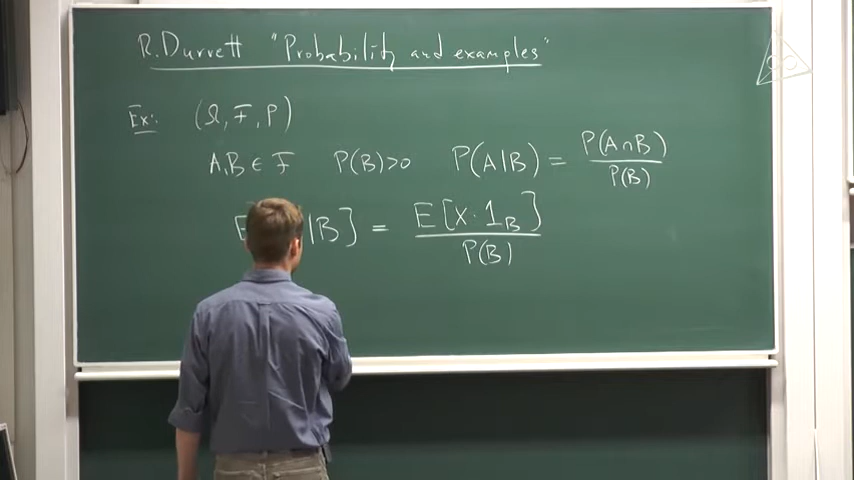 R. Durrett "Probability and examples"
Ex: (Ω, F, P)
A, B ∈ F P(B)>0 P(A|B) = P(A∩B) / P(B)
E |B] = E[X·1_B] / P(B)